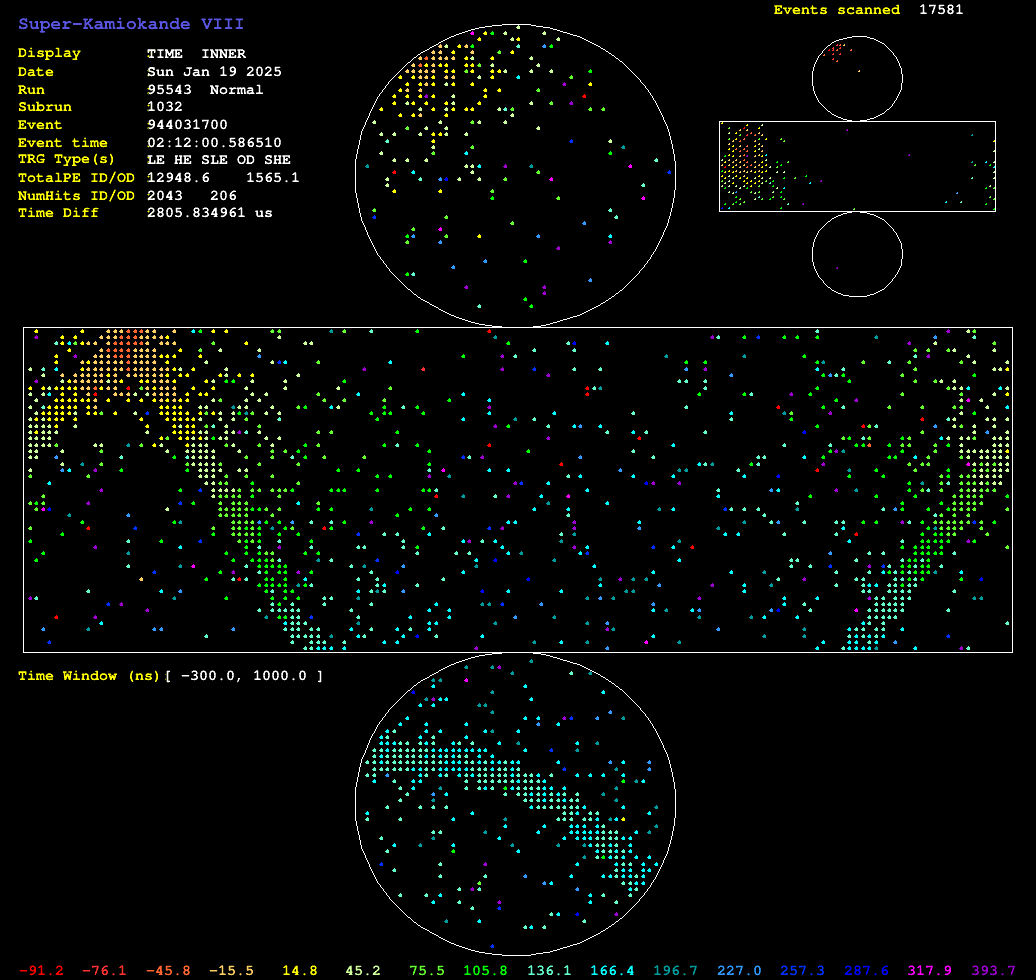 Super-Kamiokande VIII
Events scanned 17581
Display TIME INNER
Date Sun Jan 19 2025
Run 95543 Normal
Subrun 1032
Event 944031700
Event time 02:12:00.586510
TRG Type(s) LE HE SLE OD SHE
TotalPE ID/OD 12948.6 1565.1
NumHits ID/OD 2043 206
Time Diff 2805.834961 us
Time Window (ns)[ -300.0, 1000.0 ]
-91.2 -76.1 -45.8 -15.5 14.8 45.2 75.5 105.8 136.1 166.4 196.7 227.0 257.3 287.6 317.9 393.7